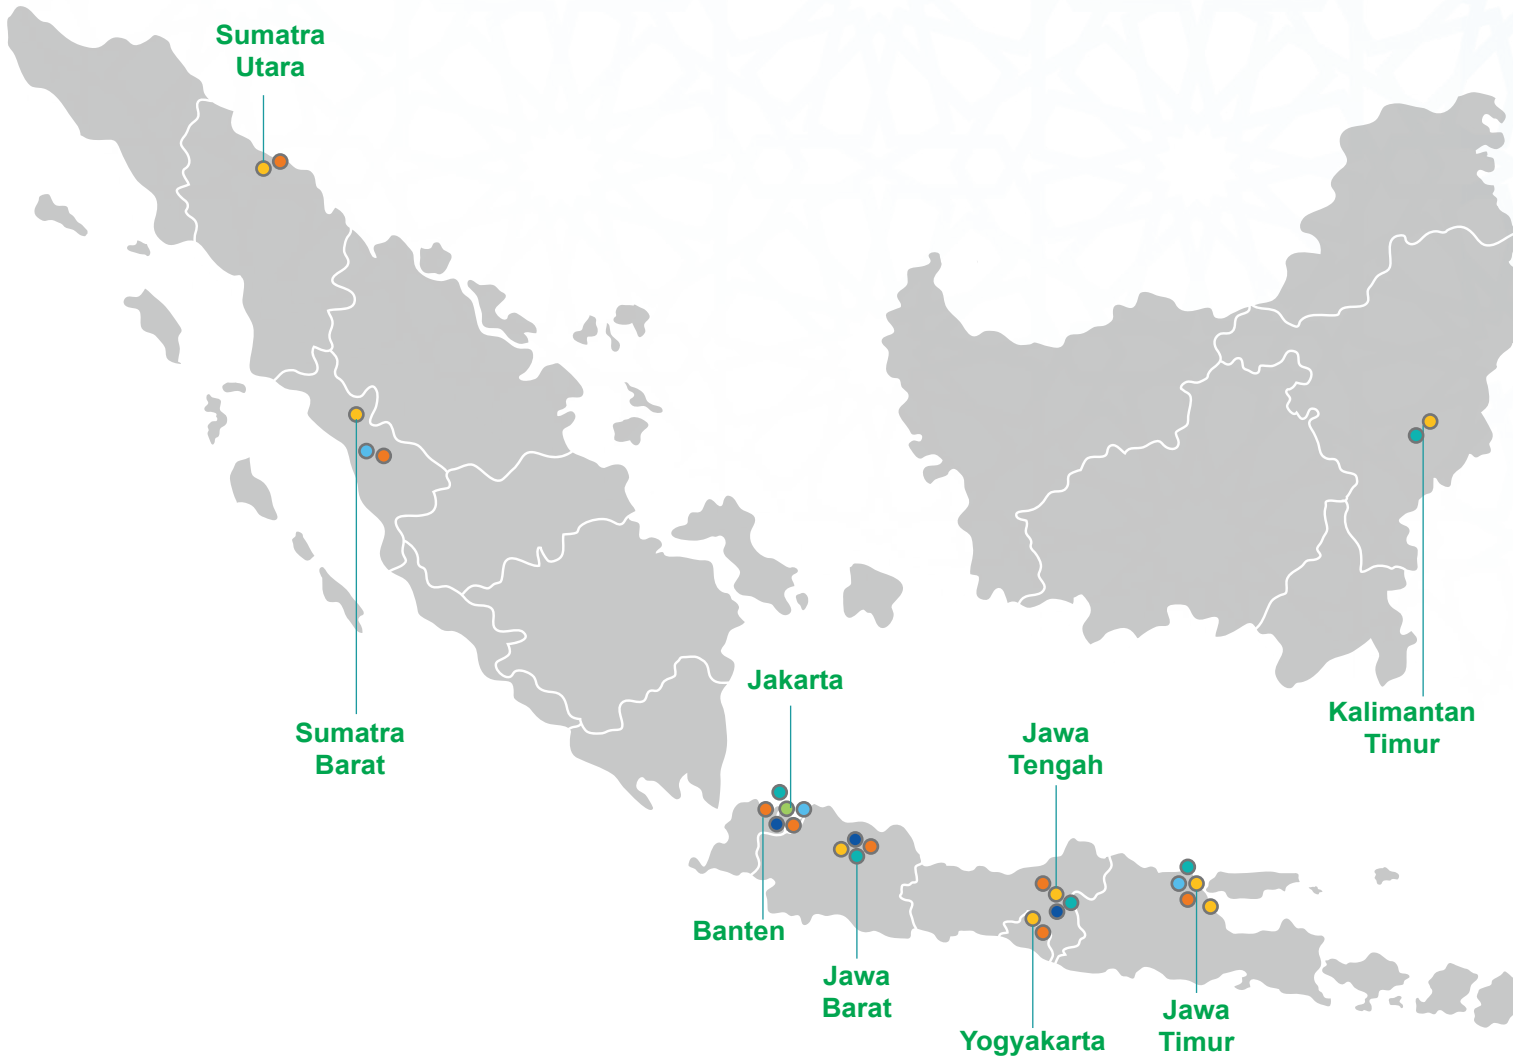 Sumatra
Utara
Sumatra
Barat
Jakarta
Banten
Jawa
Barat
Jawa
Tengah
Yogyakarta
Jawa
Timur
Kalimantan
Timur